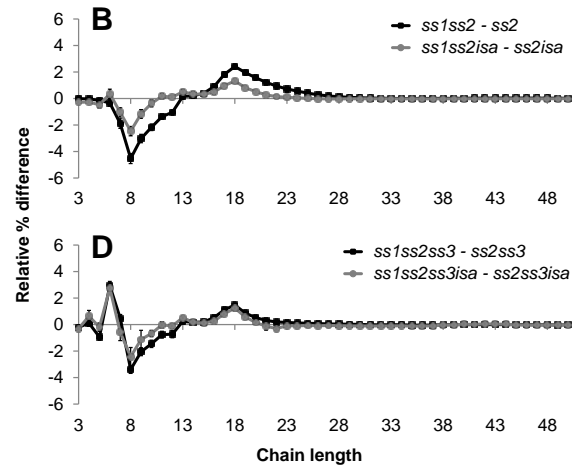 B
ss1ss2 - ss2
ss1ss2isa - ss2isa
6
4
2
0
-2
-4
-6
3 8 13 18 23 28 33 38 43 48
Relative % difference
D
ss1ss2ss3 - ss2ss3
ss1ss2ss3isa - ss2ss3isa
6
4
2
0
-2
-4
-6
3 8 13 18 23 28 33 38 43 48
Chain length